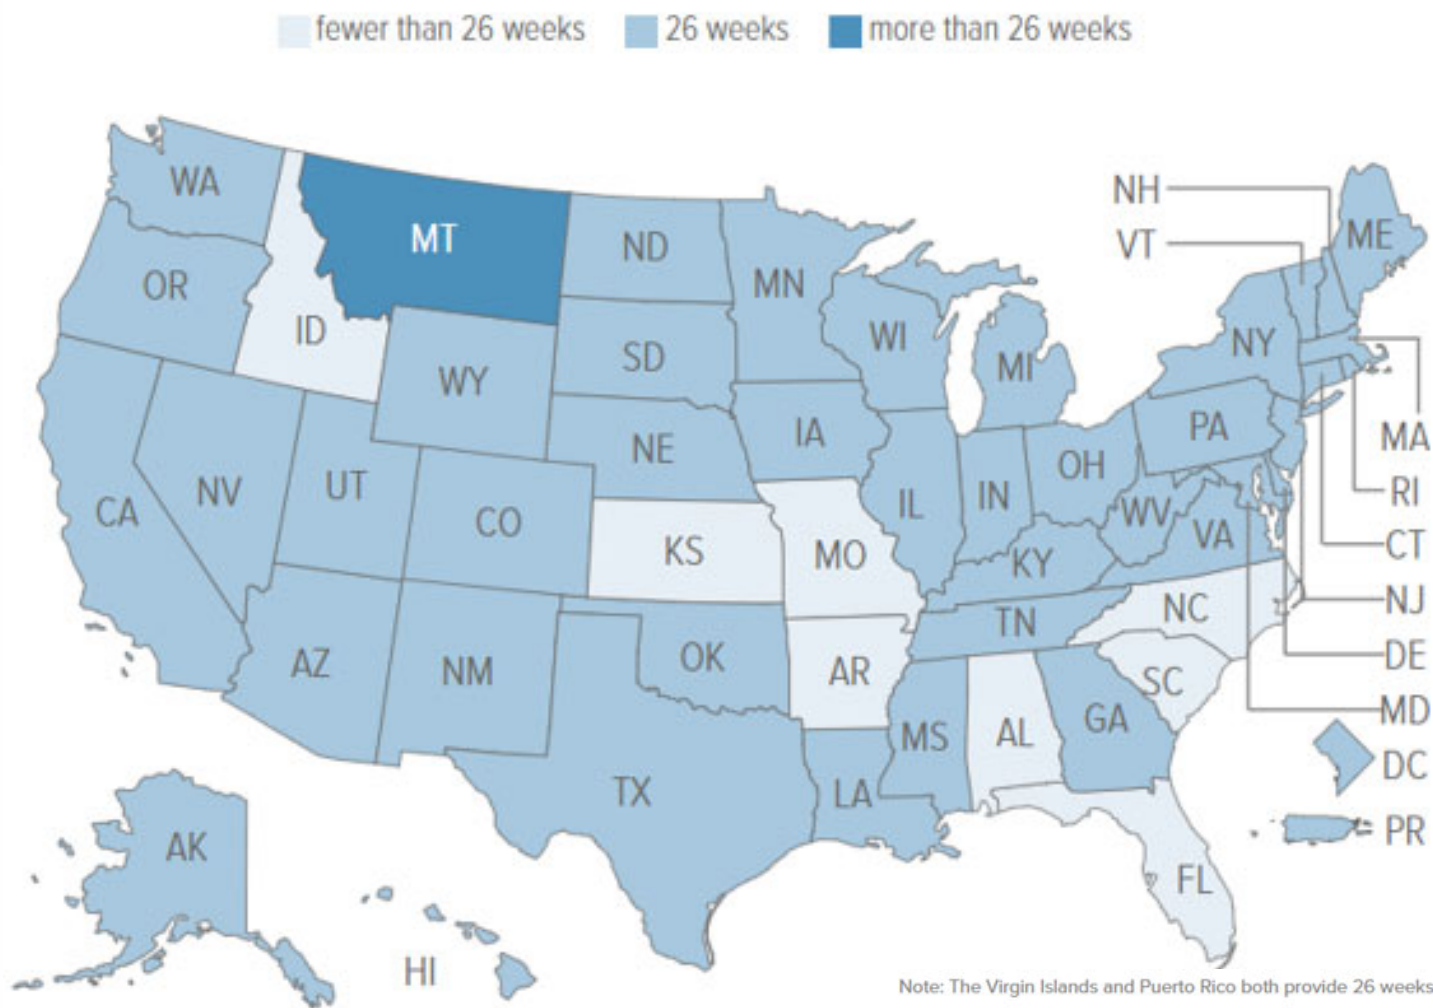 fewer than 26 weeks 26 weeks more than 26 weeks
WA
MT
ND
MN
NH
VT
ME
OR
ID
SD
WI
MI
NY
WY
MA
IA
PA
NE
OH
NV
UT
IL
IN
RI
CA
CO
WV
VA
KS
MO
CT
KY
NC
NJ
TN
AZ
NM
OK
AR
DE
SC
MD
MS
AL
GA
DC
TX
LA
PR
AK
FL
HI
Note: The Virgin Islands and Puerto Rico both provide 26 weeks